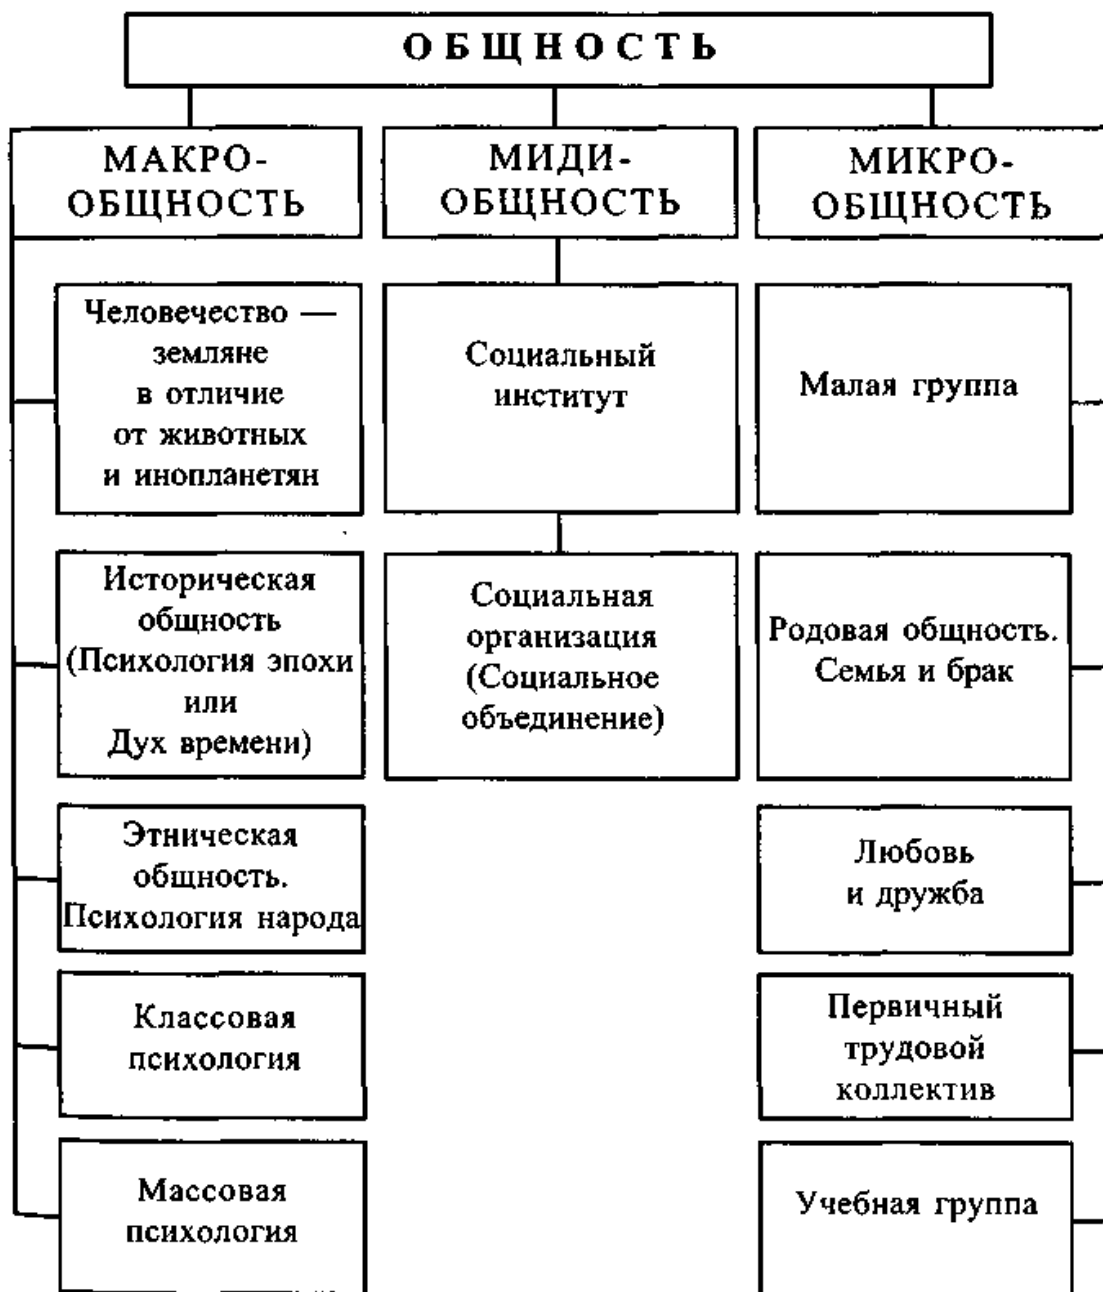 ОБЩНОСТЬ
МАКРО-
ОБЩНОСТЬ
МИДИ-
ОБЩНОСТЬ
МИКРО-
ОБЩНОСТЬ
Человечество —
земляне
в отличие
от животных
и инопланетян
Социальный
институт
Малая группа
Историческая
общность
(Психология эпохи
или
Дух времени)
Социальная
организация
(Социальное
объединение)
Родовая общность.
Семья и брак
Этническая
общность.
Психология народа
Любовь
и дружба
Классовая
психология
Первичный
трудовой
коллектив
Массовая
психология
Учебная группа